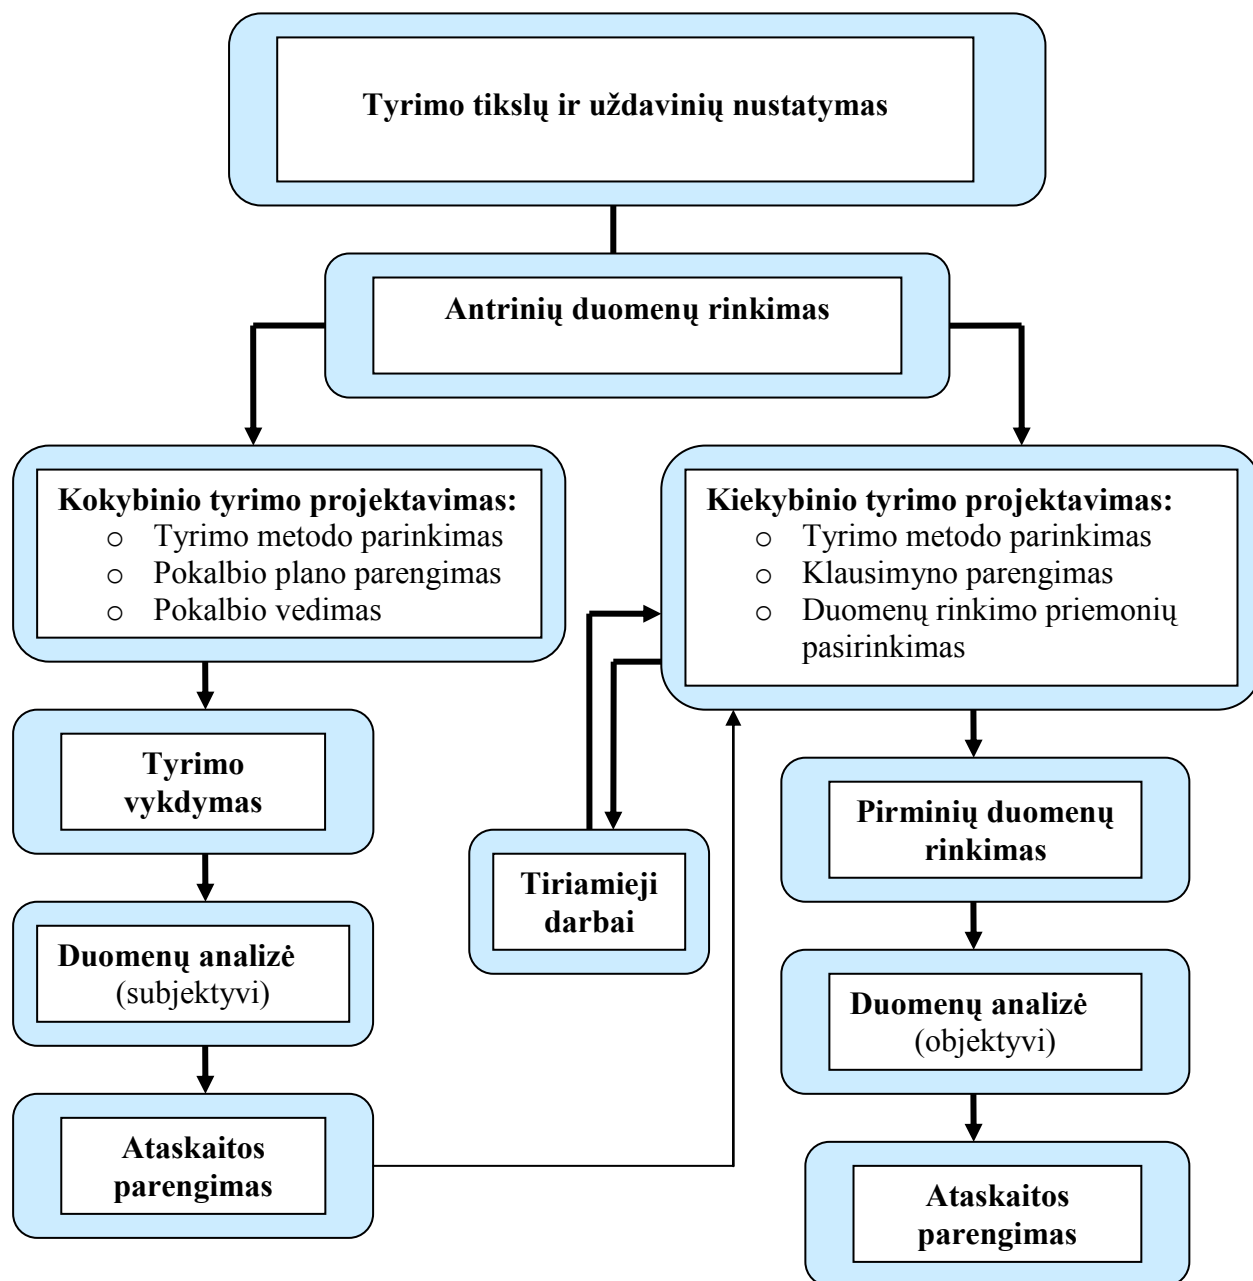 Tyrimo tikslų ir uždavinių nustatymas
Antrinių duomenų rinkimas
Kokybinio tyrimo projektavimas:
o Tyrimo metodo parinkimas
o Pokalbio plano parengimas
o Pokalbio vedimas
Kiekybinio tyrimo projektavimas:
o Tyrimo metodo parinkimas
o Klausimyno parengimas
o Duomenų rinkimo priemonių
pasirinkimas
Tyrimo
vykdymas
Duomenų analizė
(subjektyvi)
Ataskaitos
parengimas
Tiriamieji
darbai
Pirminių duomenų
rinkimas
Duomenų analizė
(objektyvi)
Ataskaitos
parengimas